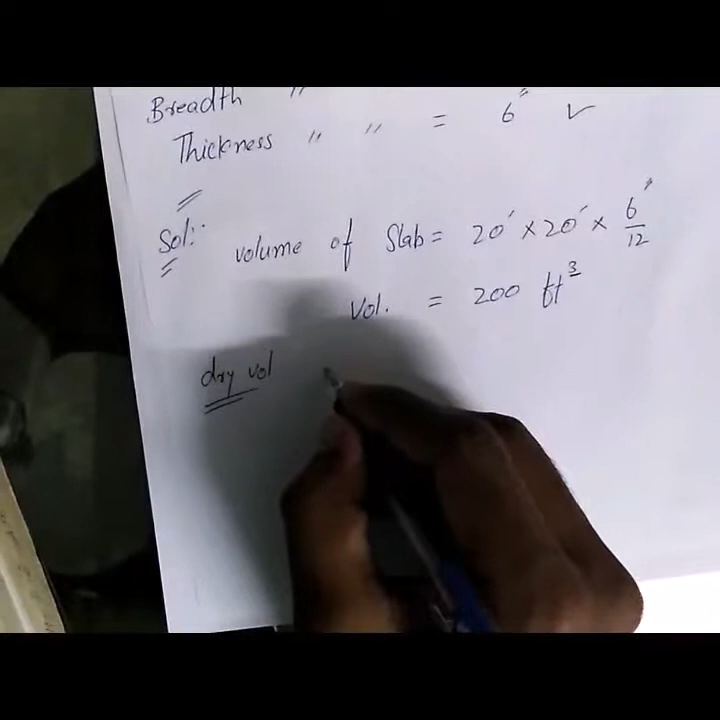 Breadth "
Thickness " " = 6" ✓
Sol:- volume of Slab = 20' × 20' × 6"/12
Vol. = 200 ft³
dry vol